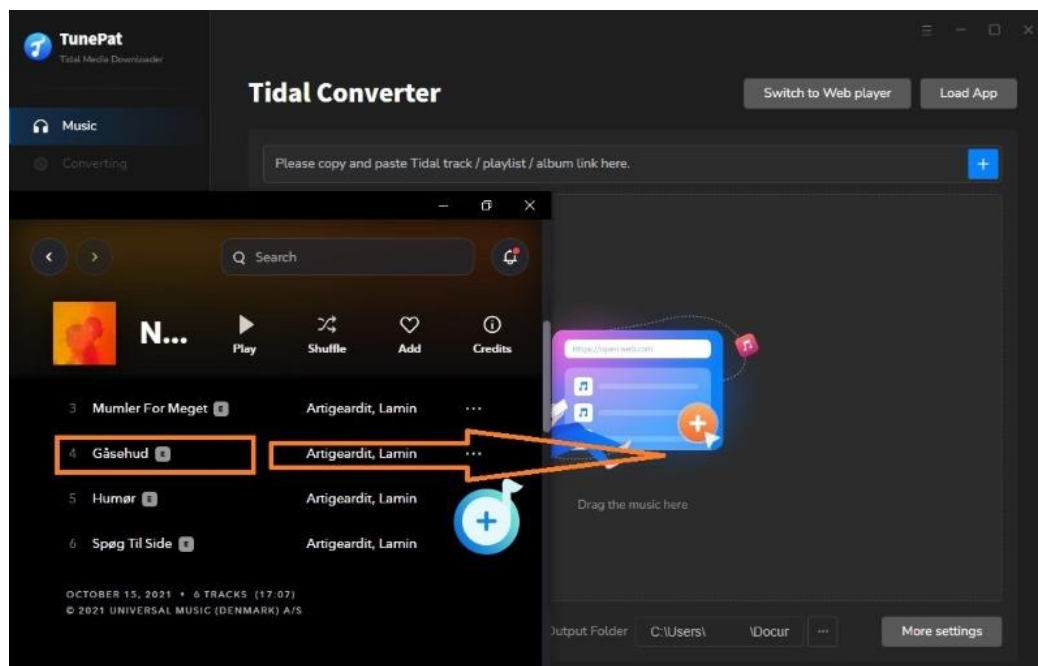 TunePat
Tidal Media Downloader
Tidal Converter
Switch to Web player
Load App
Music
Converting
Please copy and paste Tidal track / playlist / album link here.
Search
N...
Play
Shuffle
Add
Credits
3 Mumler For Meget E Artigeardit, Lamin ...
4 Gåsehud E Artigeardit, Lamin ...
5 Humør E Artigeardit, Lamin
6 Spøg Til Side E Artigeardit, Lamin
OCTOBER 15, 2021 • 6 TRACKS (17:07)
© 2021 UNIVERSAL MUSIC (DENMARK) A/S
Drag the music here
Output Folder C:\Users\ \Docur ...
More settings